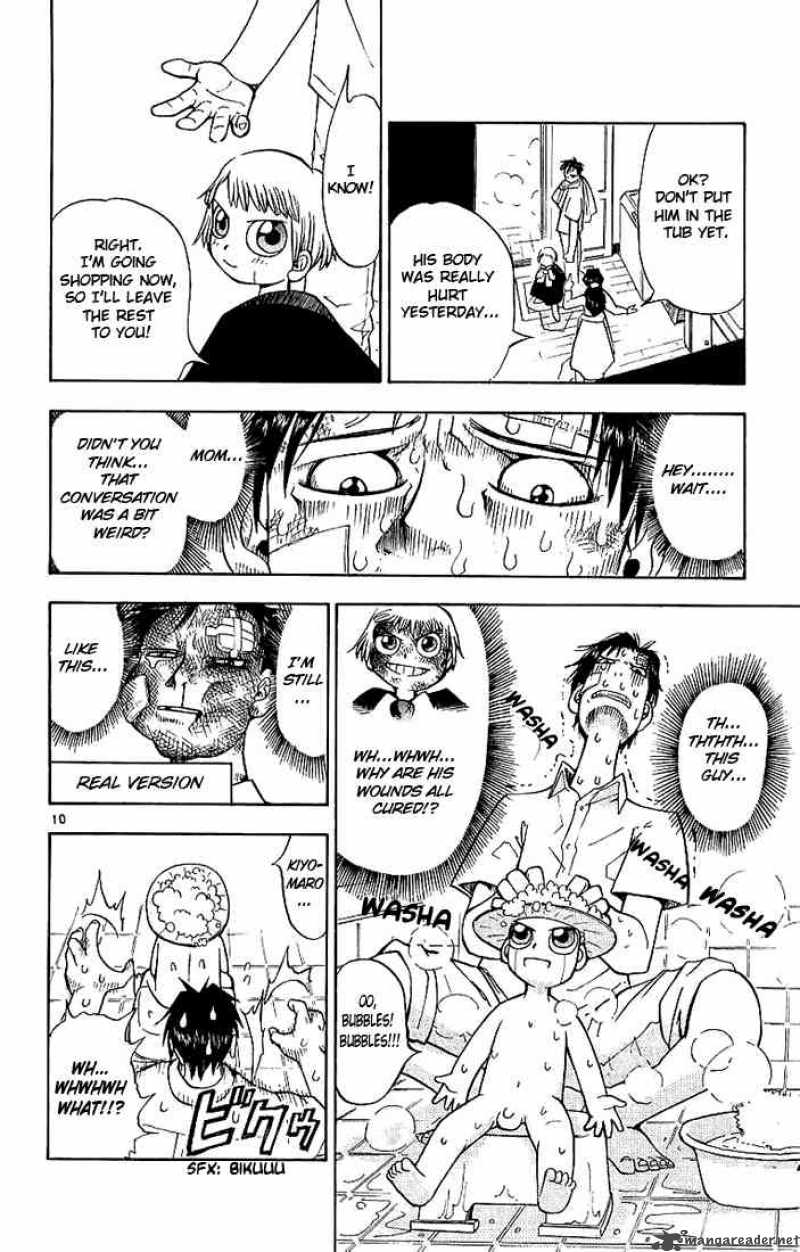 OK?
DON'T PUT
HIM IN THE
TUB YET.
HIS BODY
WAS REALLY
HURT
YESTERDAY...
I
KNOW!
RIGHT.
I'M GOING
SHOPPING NOW,
SO I'LL LEAVE
THE REST
TO YOU!
HEY........
WAIT....
MOM...
DIDN'T YOU
THINK...
THAT
CONVERSATION
WAS A BIT
WEIRD?
I'M
STILL
...
LIKE
THIS...
REAL VERSION
10
TH...
THTHTH...
THIS
GUY...
WH...WHWH...
WHY ARE HIS
WOUNDS ALL
CURED!?
WASHA
WASHA
WASHA
WASHA
OO,
BUBBLES!
BUBBLES!!!
KIYO-
MARO
...
WH...
WHWHWH
WHAT!!?
ビクゥ
SFX: BIKUUU
mangareader.net